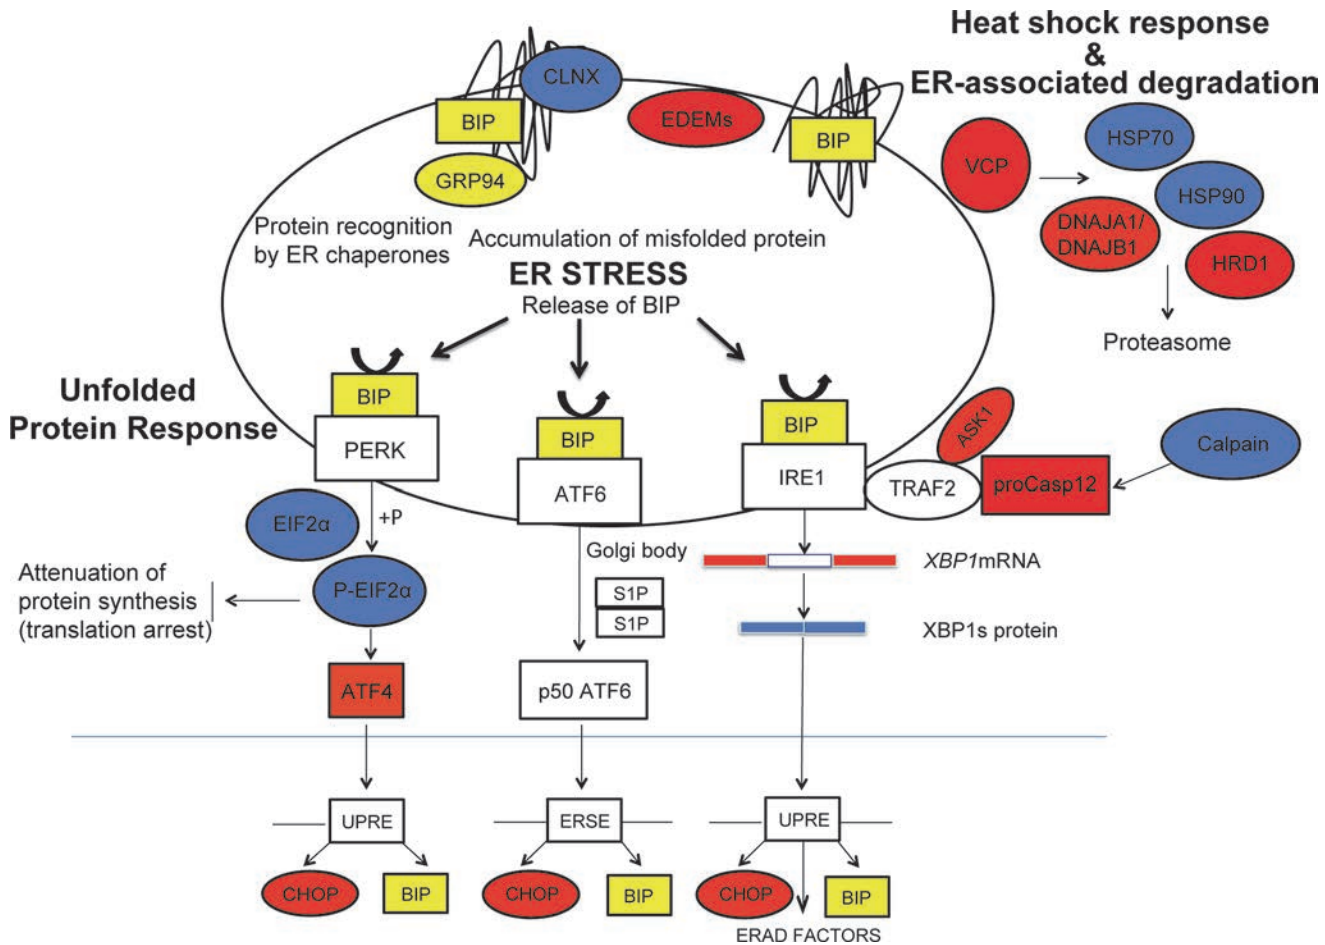 Heat shock response
&
ER-associated degradation
CLNX
BIP
EDEMs
BIP
GRP94
VCP
HSP70
HSP90
DNAJA1/
DNAJB1
HRD1
Proteasome
Protein recognition
by ER chaperones
Accumulation of misfolded protein
ER STRESS
Release of BIP
Unfolded
Protein Response
BIP
PERK
BIP
ATF6
BIP
IRE1
TRAF2
ASK1
proCasp12
Calpain
EIF2α
+P
P-EIF2α
Attenuation of
protein synthesis
(translation arrest)
ATF4
Golgi body
S1P
S1P
p50 ATF6
XBP1mRNA
XBP1s protein
UPRE
CHOP
BIP
ERSE
CHOP
BIP
UPRE
CHOP
BIP
ERAD FACTORS